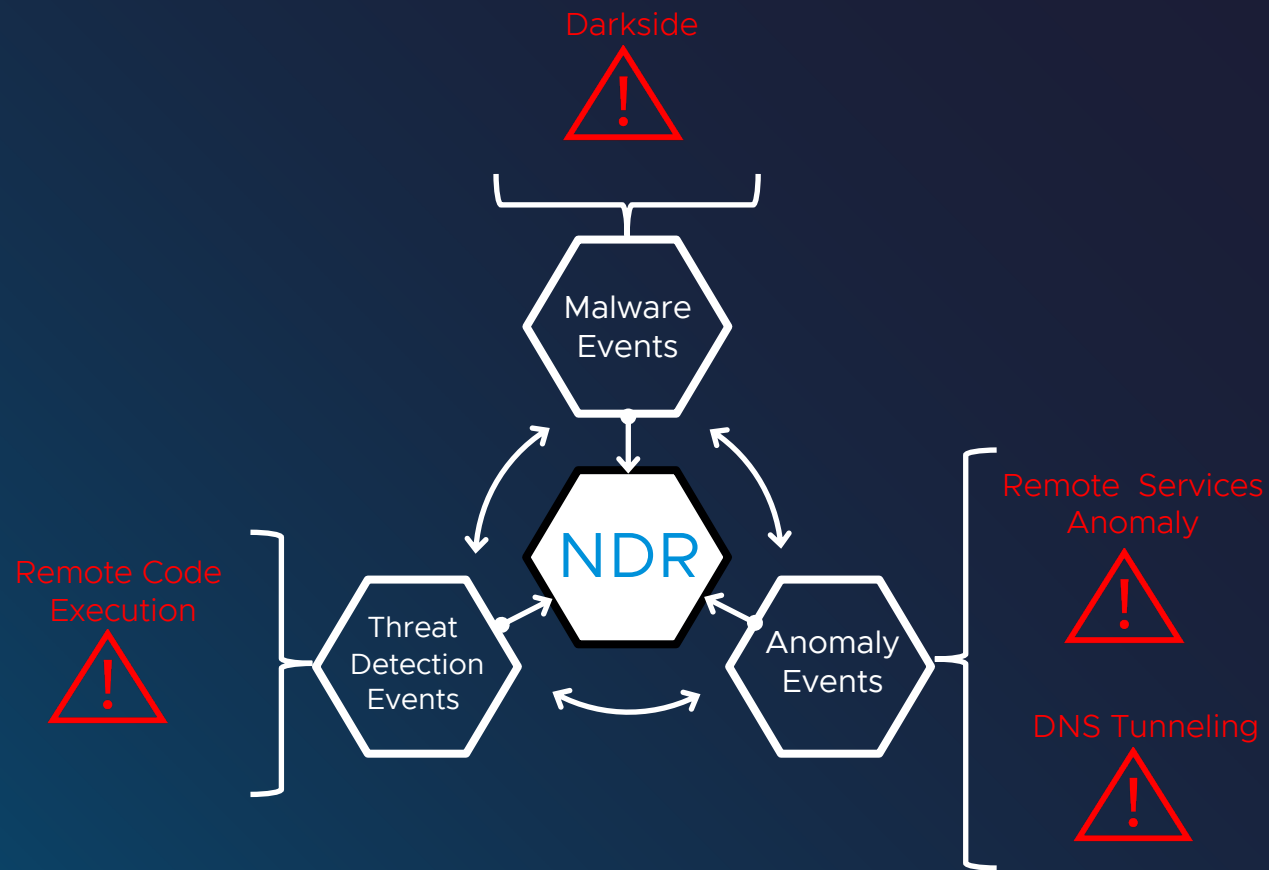 Darkside
Malware
Events
NDR
Remote Code
Execution
Threat
Detection
Events
Anomaly
Events
Remote Services
Anomaly
DNS Tunneling